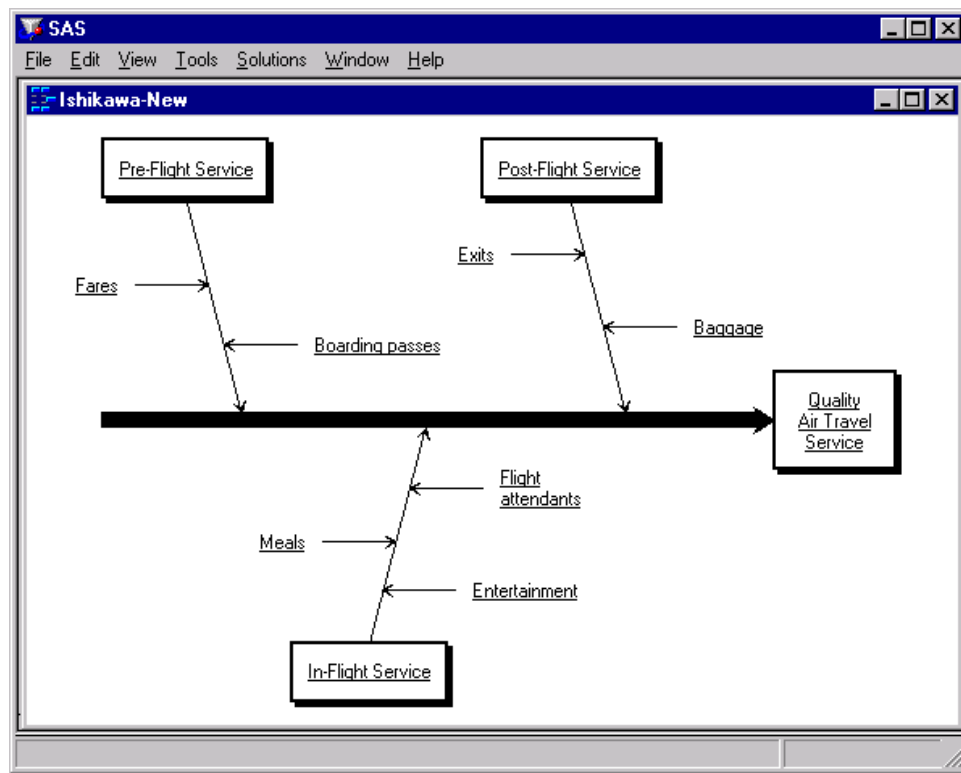 SAS
File Edit View Tools Solutions Window Help
Ishikawa-New
Pre-Flight Service
Post-Flight Service
Exits
Fares
Baggage
Boarding passes
Quality
Air Travel
Service
Flight
attendants
Meals
Entertainment
In-Flight Service